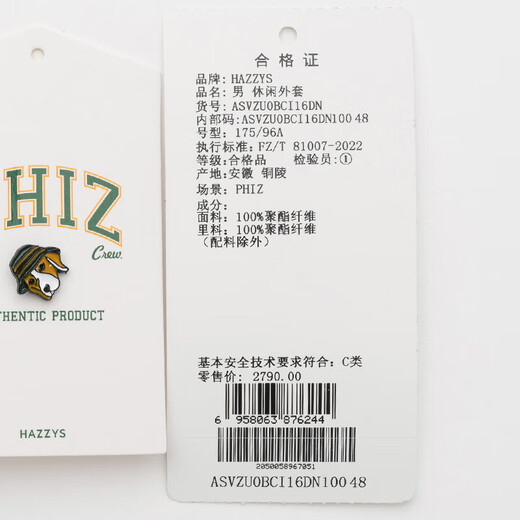 HIZ
Crew
THENTIC PRODUCT
HAZZYS
合格证
品牌: HAZZYS
品名: 男 休闲外套
货号: ASVZU0BCI16DN
内部码: ASVZU0BCI16DN100 48
号型: 175/96A
执行标准: FZ/T 81007-2022
等级: 合格品 检验员: ①
产地: 安徽 铜陵
场景: PHIZ
成分:
面料: 100%聚酯纤维
里料: 100%聚酯纤维
(配料除外)
基本安全技术要求符合: C类
零售价: 2790.00
6 958063 876244
2050058967051
ASVZU0BCI16DN100 48